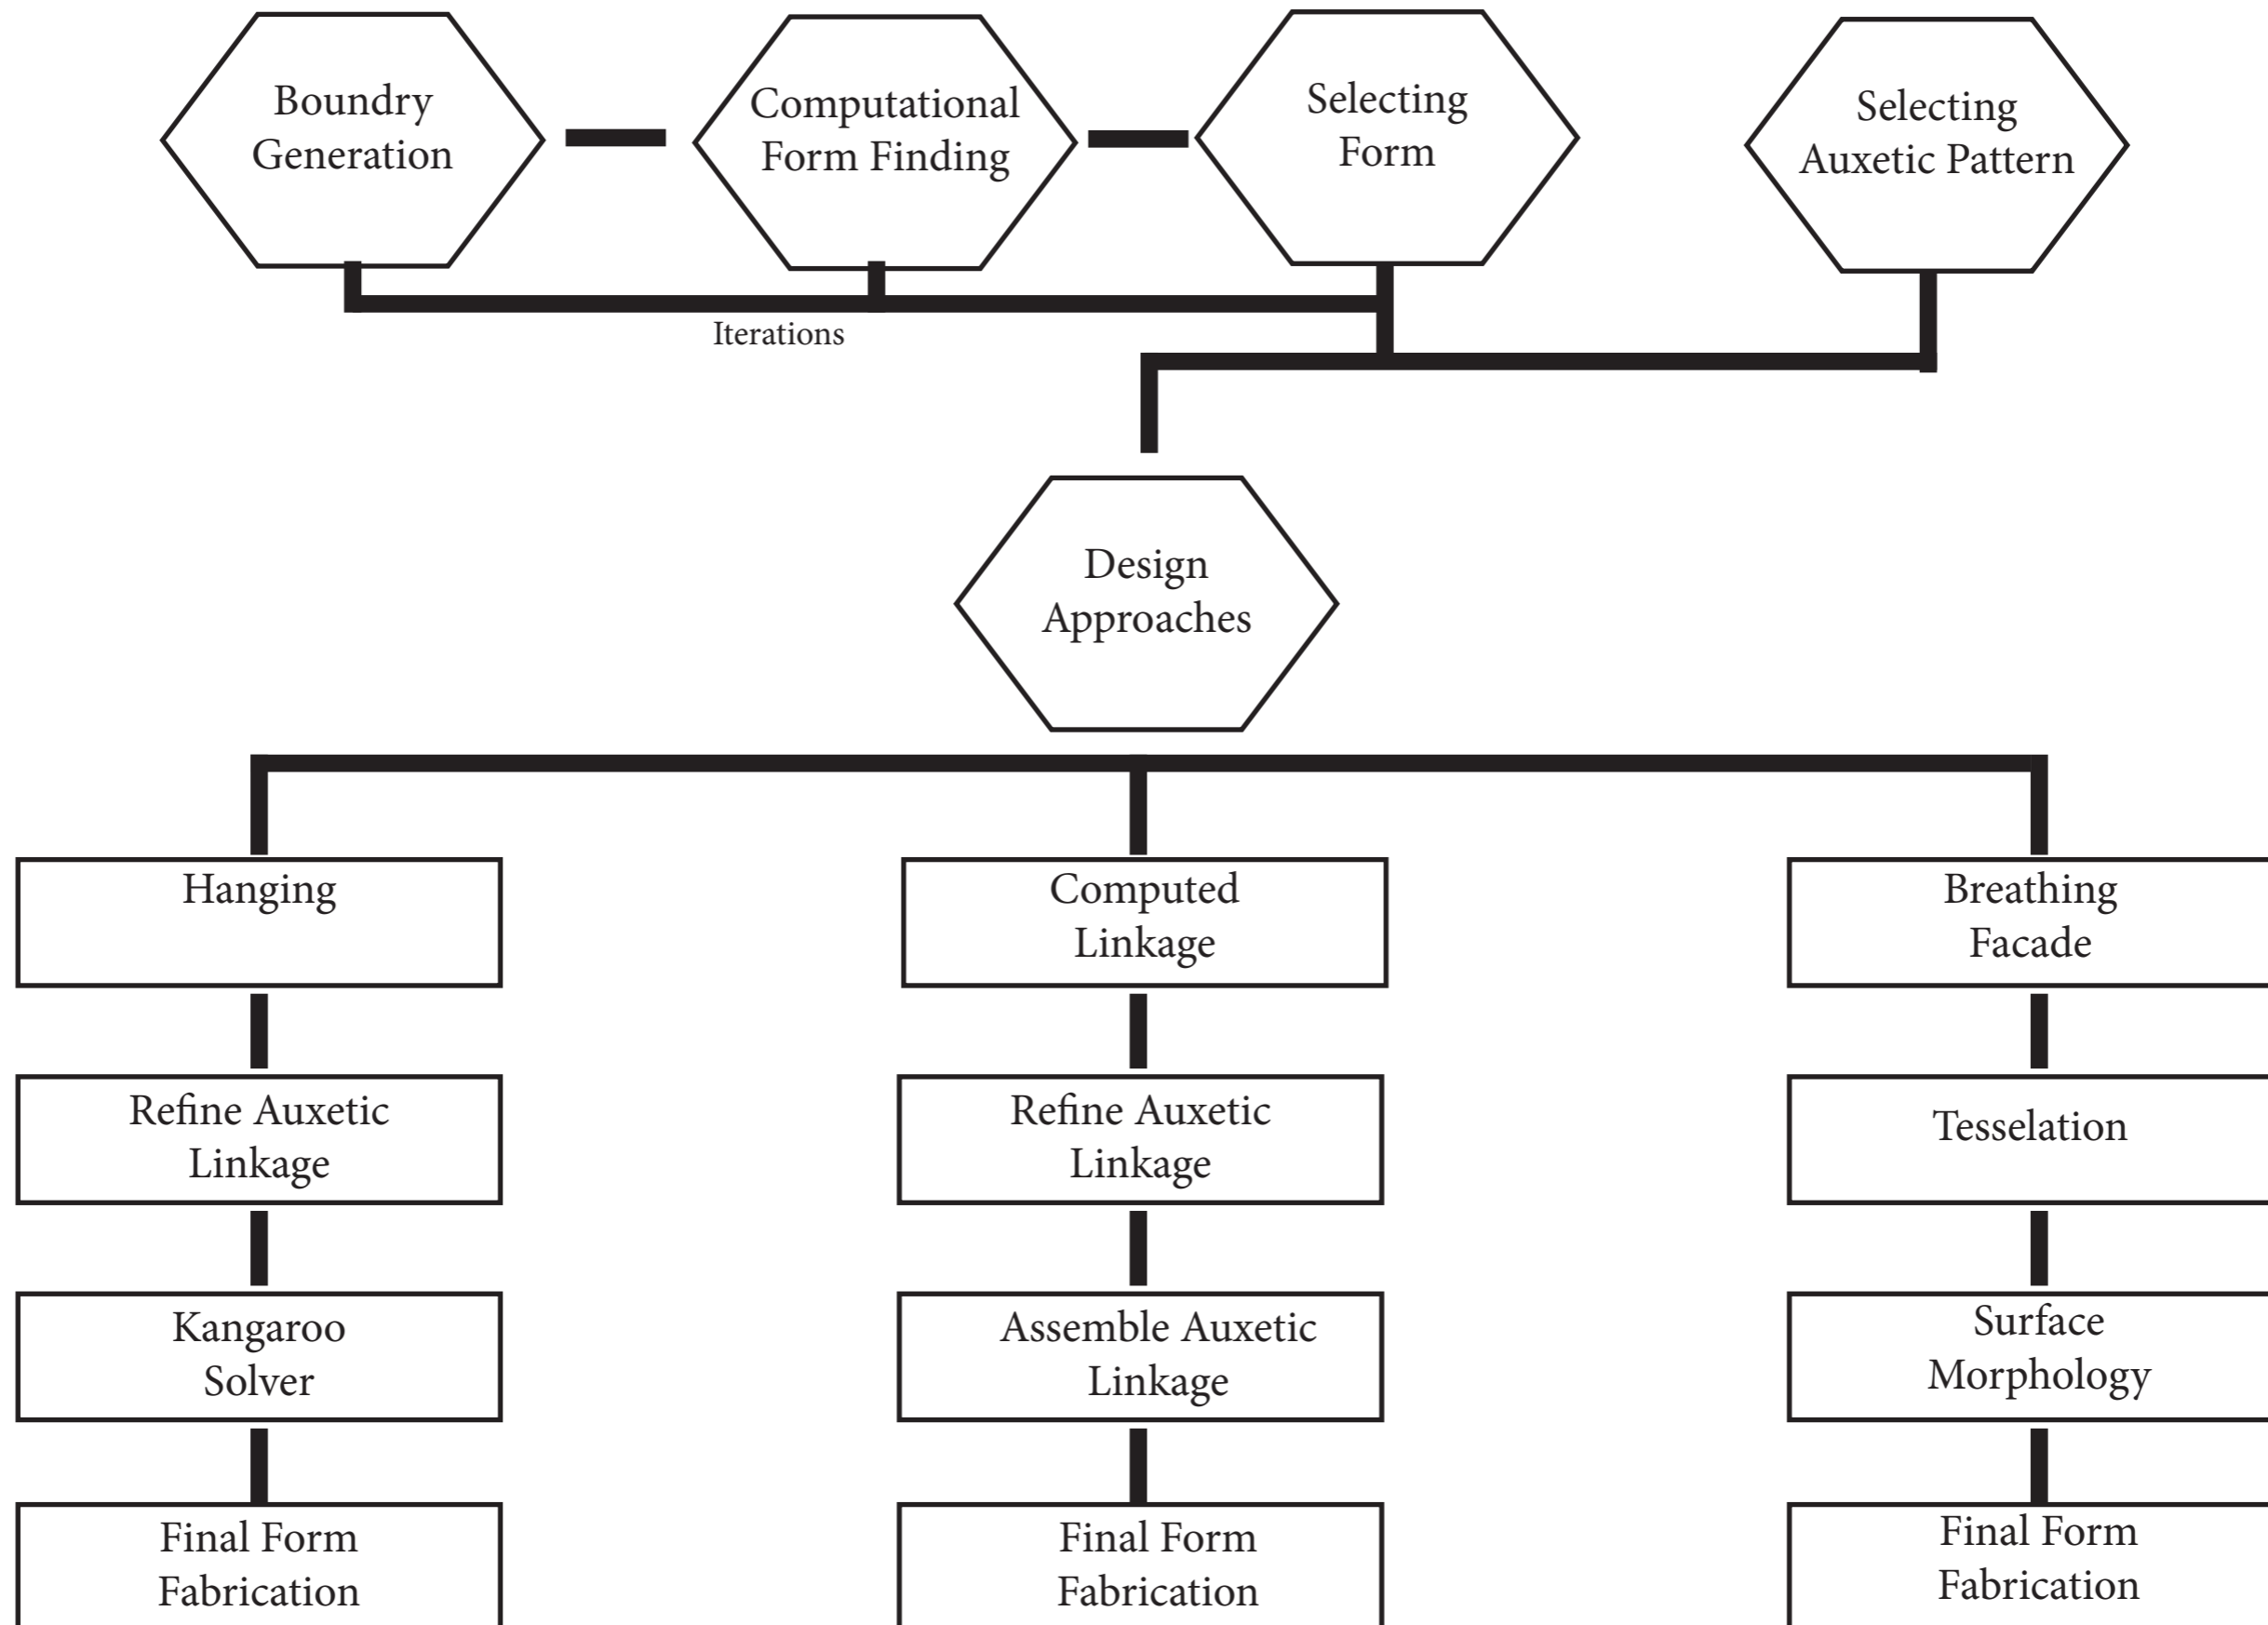 Boundry
Generation
Computational
Form Finding
Selecting
Form
Selecting
Auxetic Pattern
Iterations
Design
Approaches
Hanging
Computed
Linkage
Breathing
Facade
Refine Auxetic
Linkage
Refine Auxetic
Linkage
Tesselation
Kangaroo
Solver
Assemble Auxetic
Linkage
Surface
Morphology
Final Form
Fabrication
Final Form
Fabrication
Final Form
Fabrication